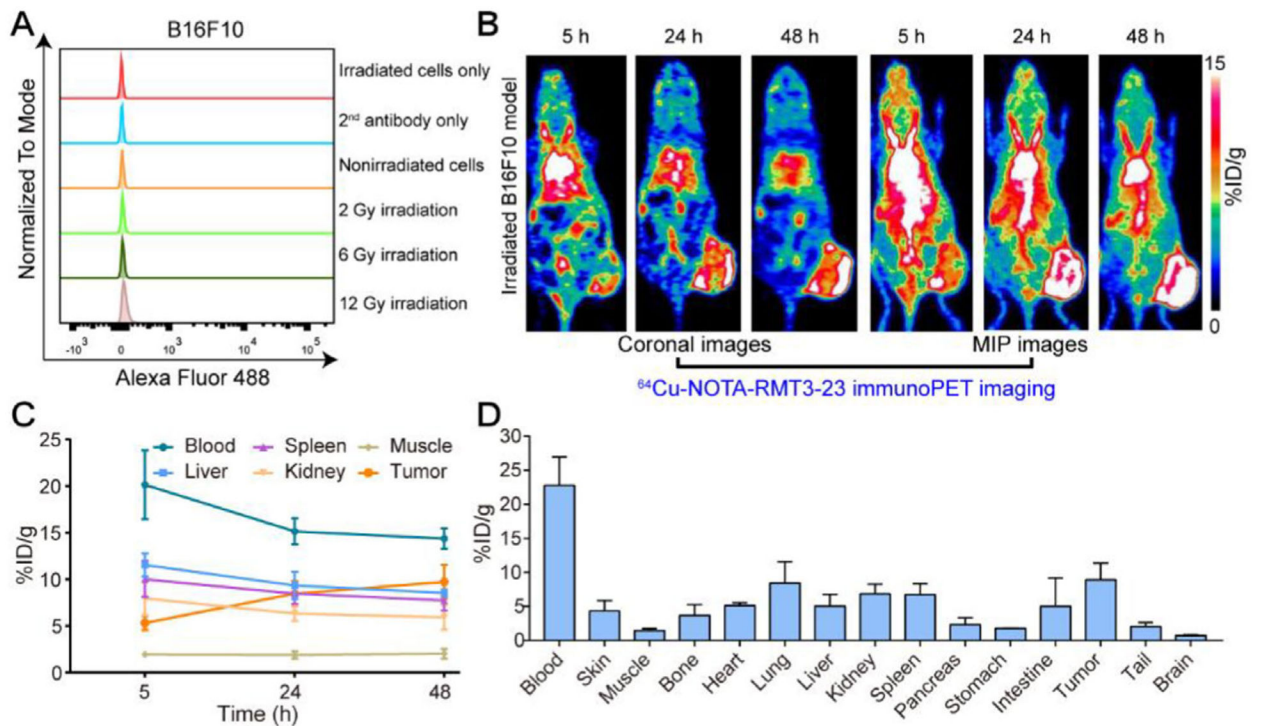 A
B16F10
Normalized To Mode
Irradiated cells only
2nd antibody only
Nonirradiated cells
2 Gy irradiation
6 Gy irradiation
12 Gy irradiation
-10³ 0 10³ 10⁴ 10⁵
Alexa Fluor 488
B
5 h 24 h 48 h 5 h 24 h 48 h
Irradiated B16F10 model
15
%ID/g
0
Coronal images MIP images
⁶⁴Cu-NOTA-RMT3-23 immunoPET imaging
C
25
20
15
10
5
0
%ID/g
Blood Spleen Muscle
Liver Kidney Tumor
5 24 48
Time (h)
D
30
25
20
15
10
5
0
%ID/g
Blood
Skin
Muscle
Bone
Heart
Lung
Liver
Kidney
Spleen
Pancreas
Stomach
Intestine
Tumor
Tail
Brain